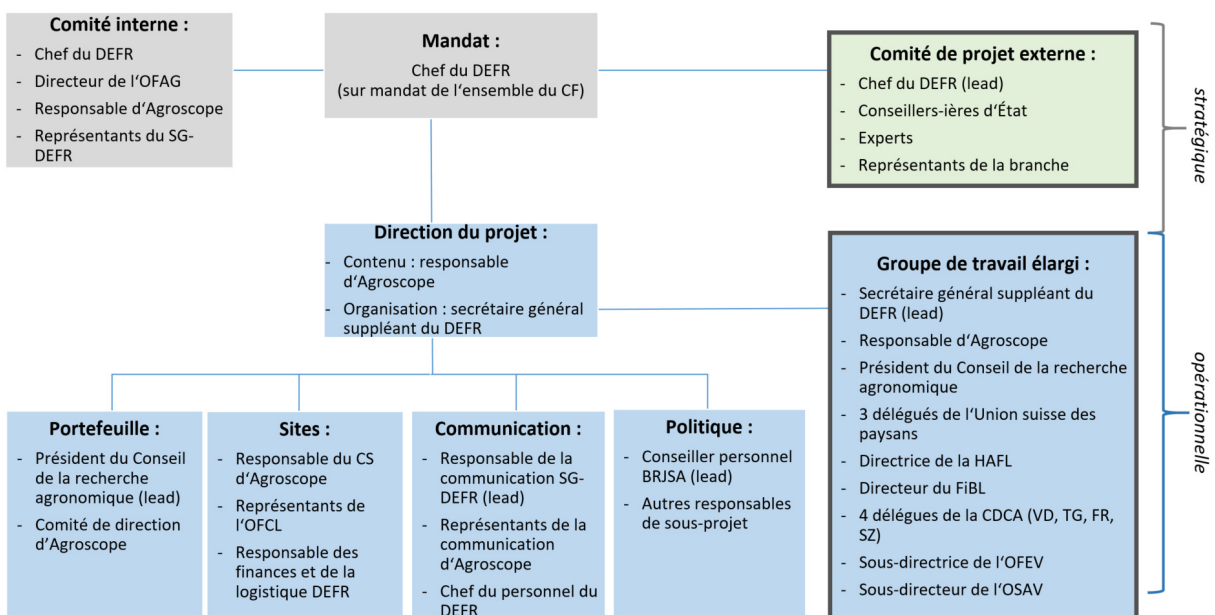 Comité interne :
- Chef du DEFR
- Directeur de l‘OFAG
- Responsable d‘Agroscope
- Représentants du SG-
DEFR
Mandat :
Chef du DEFR
(sur mandat de l‘ensemble du CF)
Comité de projet externe :
- Chef du DEFR (lead)
- Conseillers-ières d‘État
- Experts
- Représentants de la branche
stratégique
Direction du projet :
- Contenu : responsable
d‘Agroscope
- Organisation : secrétaire général
suppléant du DEFR
Groupe de travail élargi :
- Secrétaire général suppléant du
DEFR (lead)
- Responsable d‘Agroscope
- Président du Conseil de la recherche
agronomique
- 3 délégués de l‘Union suisse des
paysans
- Directrice de la HAFL
- Directeur du FiBL
- 4 délégues de la CDCA (VD, TG, FR,
SZ)
- Sous-directrice de l‘OFEV
- Sous-directeur de l‘OSAV
opérationnelle
Portefeuille :
- Président du Conseil
de la recherche
agronomique (lead)
- Comité de direction
d’Agroscope
Sites :
- Responsable du CS
d‘Agroscope
- Représentants de
l‘OFCL
- Responsable des
finances et de la
logistique DEFR
Communication :
- Responsable de la
communication SG-
DEFR (lead)
- Représentants de la
communication
d‘Agroscope
- Chef du personnel du
DEFR
Politique :
- Conseiller personnel
BRJSA (lead)
- Autres responsables
de sous-projet